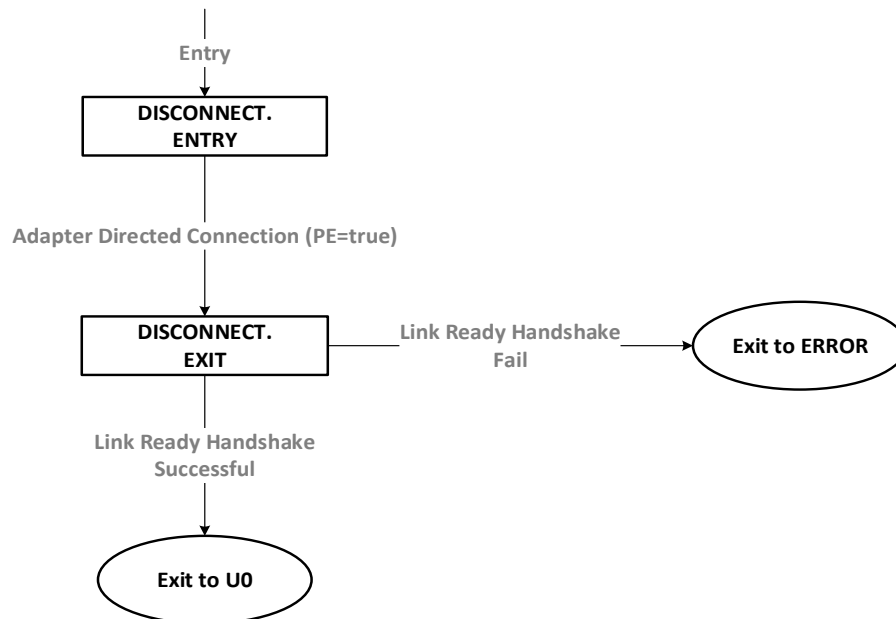 Entry
DISCONNECT.
ENTRY
Adapter Directed Connection (PE=true)
DISCONNECT.
EXIT
Link Ready Handshake
Fail
Exit to ERROR
Link Ready Handshake
Successful
Exit to U0